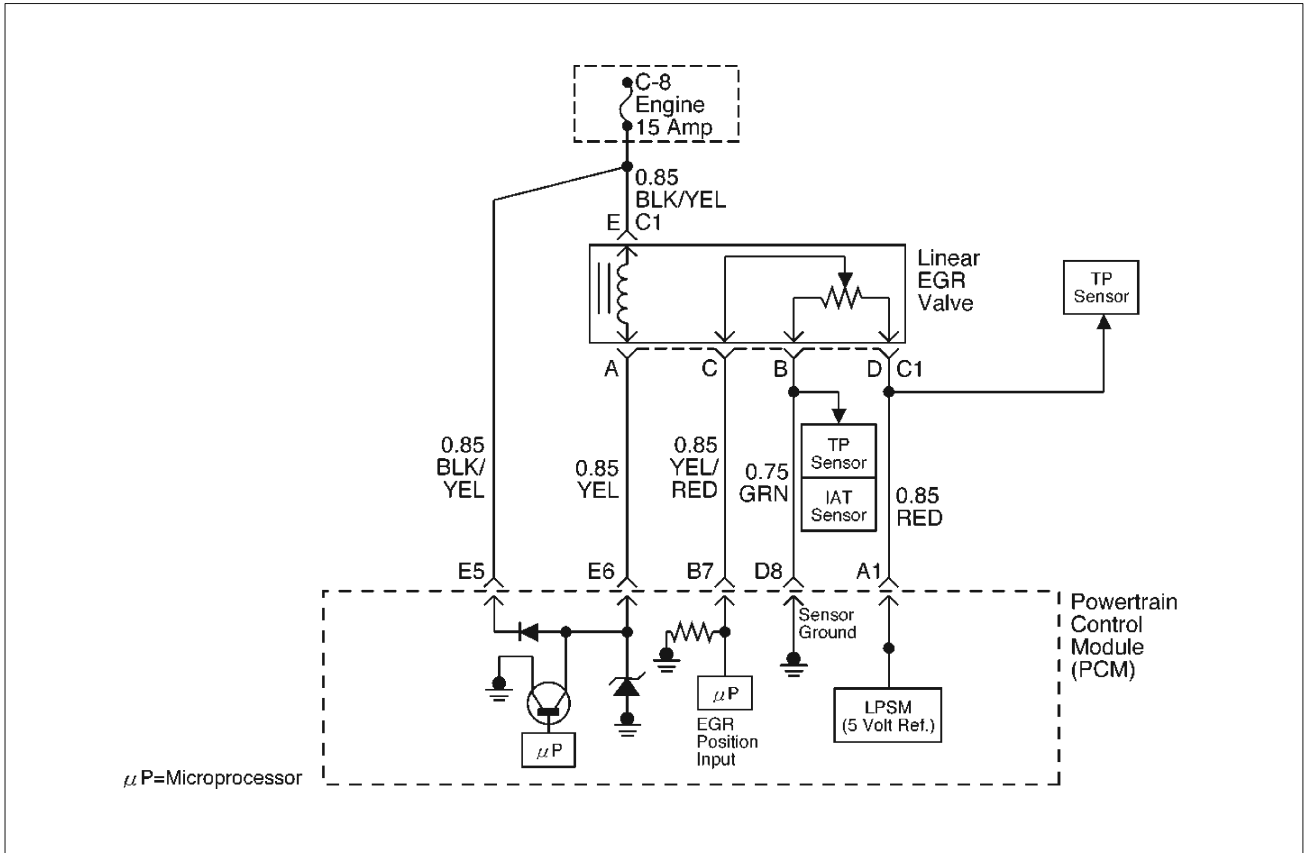 C-8
Engine
15 Amp
0.85
BLK/YEL
E C1
Linear
EGR
Valve
TP
Sensor
A C B D C1
0.85
BLK/
YEL
0.85
YEL
0.85
YEL/
RED
0.75
GRN
TP
Sensor
IAT
Sensor
0.85
RED
E5 E6 B7 D8 A1
Powertrain
Control
Module
(PCM)
Sensor
Ground
μP
EGR
Position
Input
LPSM
(5 Volt Ref.)
μP
μP=Microprocessor